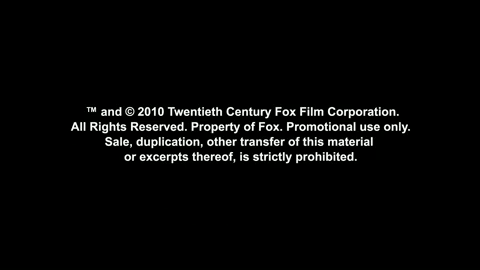 ™ and © 2010 Twentieth Century Fox Film Corporation.
All Rights Reserved. Property of Fox. Promotional use only.
Sale, duplication, other transfer of this material
or excerpts thereof, is strictly prohibited.